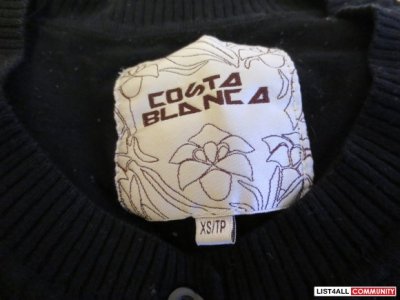 COSTA
BLANCA
XS/TP
LIST4ALL COMMUNITY